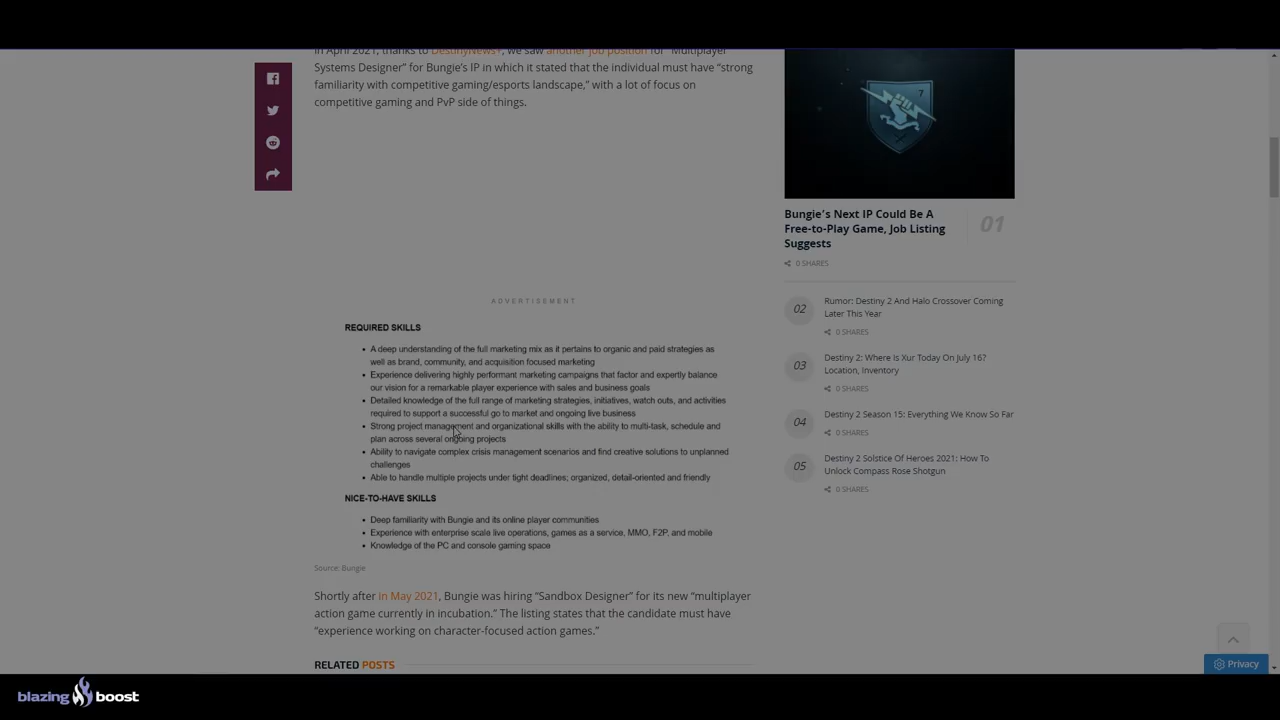 In April 2021, thanks to DestinyNews+, we saw another job position for "Multiplayer
Systems Designer" for Bungie's IP in which it stated that the individual must have "strong
familiarity with competitive gaming/esports landscape," with a lot of focus on
competitive gaming and PvP side of things.
ADVERTISEMENT
REQUIRED SKILLS
• A deep understanding of the full marketing mix as it pertains to organic and paid strategies as
well as brand, community, and acquisition focused marketing
• Experience delivering highly performant marketing campaigns that factor and expertly balance
our vision for a remarkable player experience with sales and business goals
• Detailed knowledge of the full range of marketing strategies, initiatives, watch outs, and activities
required to support a successful go to market and ongoing live business
• Strong project management and organizational skills with the ability to multi-task, schedule and
plan across several ongoing projects
• Ability to navigate complex crisis management scenarios and find creative solutions to unplanned
challenges
• Able to handle multiple projects under tight deadlines; organized, detail-oriented and friendly
NICE-TO-HAVE SKILLS
• Deep familiarity with Bungie and its online player communities
• Experience with enterprise scale live operations, games as a service, MMO, F2P, and mobile
• Knowledge of the PC and console gaming space
Source: Bungie
Shortly after in May 2021, Bungie was hiring "Sandbox Designer" for its new "multiplayer
action game currently in incubation." The listing states that the candidate must have
"experience working on character-focused action games."
RELATED POSTS
7
Bungie's Next IP Could Be A
Free-to-Play Game, Job Listing
Suggests
01
0 SHARES
02
Rumor: Destiny 2 And Halo Crossover Coming
Later This Year
0 SHARES
03
Destiny 2: Where Is Xur Today On July 16?
Location, Inventory
0 SHARES
04
Destiny 2 Season 15: Everything We Know So Far
0 SHARES
05
Destiny 2 Solstice Of Heroes 2021: How To
Unlock Compass Rose Shotgun
0 SHARES
Privacy
blazing boost